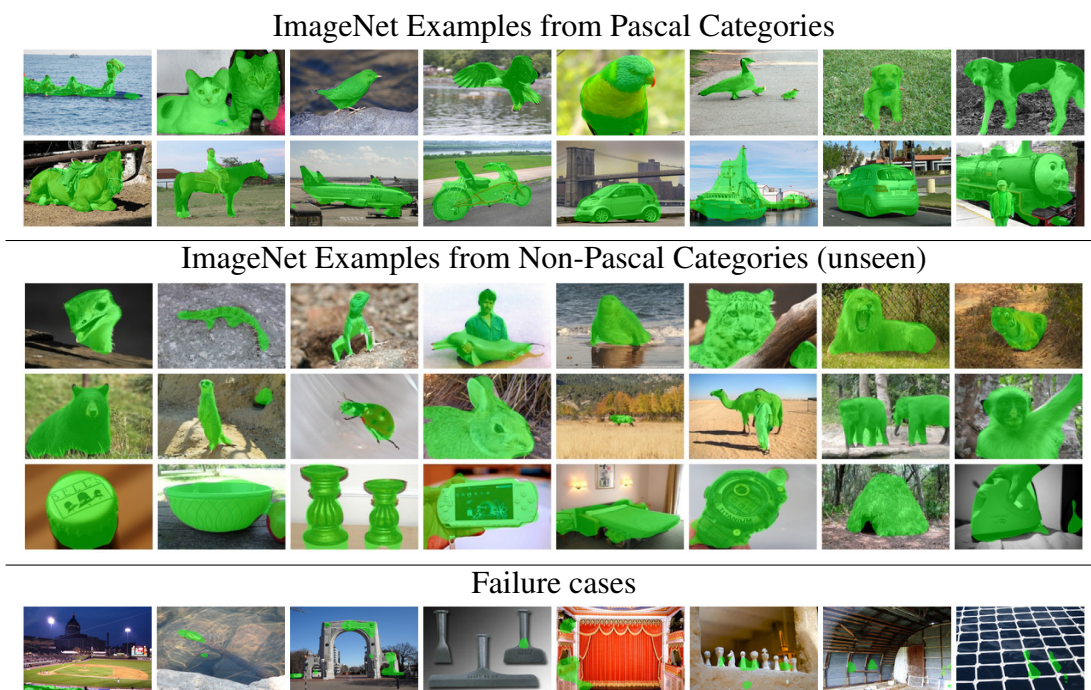 ImageNet Examples from Pascal Categories
ImageNet Examples from Non-Pascal Categories (unseen)
Failure cases